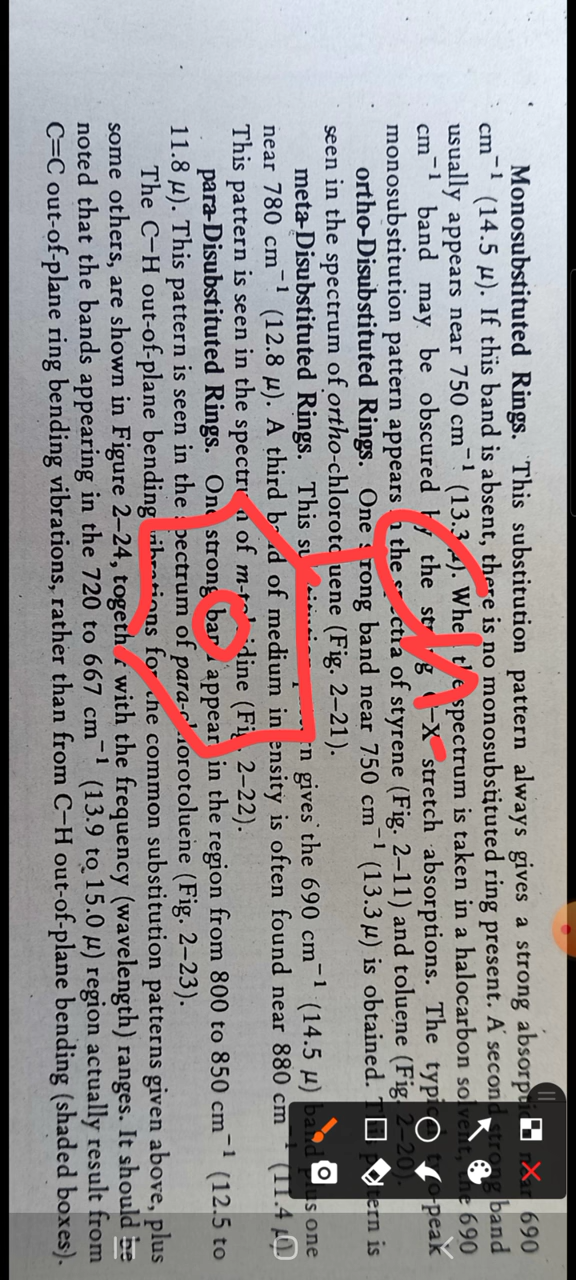 Monosubstituted Rings. This substitution pattern always gives a strong near 690
cm⁻¹ (14.5 μ). If this band is absent, there is no monosubstituted ring present. A second strong band
usually appears near 750 cm⁻¹ (13.3 μ). When the spectrum is taken in a halocarbon solvent, the 690
cm⁻¹ band may be obscured by the strong –X stretch absorptions. The typical two-peak
monosubstitution pattern appears in the spectra of styrene (Fig. 2–11) and toluene (Fig. 2–20).
ortho-Disubstituted Rings. One strong band near 750 cm⁻¹ (13.3 μ) is obtained. This pattern is
seen in the spectrum of ortho-chlorotoluene (Fig. 2–21).
meta-Disubstituted Rings. This gives the 690 cm⁻¹ (14.5 μ) band plus one
near 780 cm⁻¹ (12.8 μ). A third band of medium intensity is often found near 880 cm⁻¹ (11.4 μ).
This pattern is seen in the spectrum of (Fig. 2–22).
para-Disubstituted Rings. One strong band appears in the region from 800 to 850 cm⁻¹ (12.5 to
11.8 μ). This pattern is seen in the spectrum of para-chlorotoluene (Fig. 2–23).
The C–H out-of-plane bending vibrations for the common substitution patterns given above, plus
some others, are shown in Figure 2–24, together with the frequency (wavelength) ranges. It should be
noted that the bands appearing in the 720 to 667 cm⁻¹ (13.9 to 15.0 μ) region actually result from
C=C out-of-plane ring bending vibrations, rather than from C–H out-of-plane bending (shaded boxes).